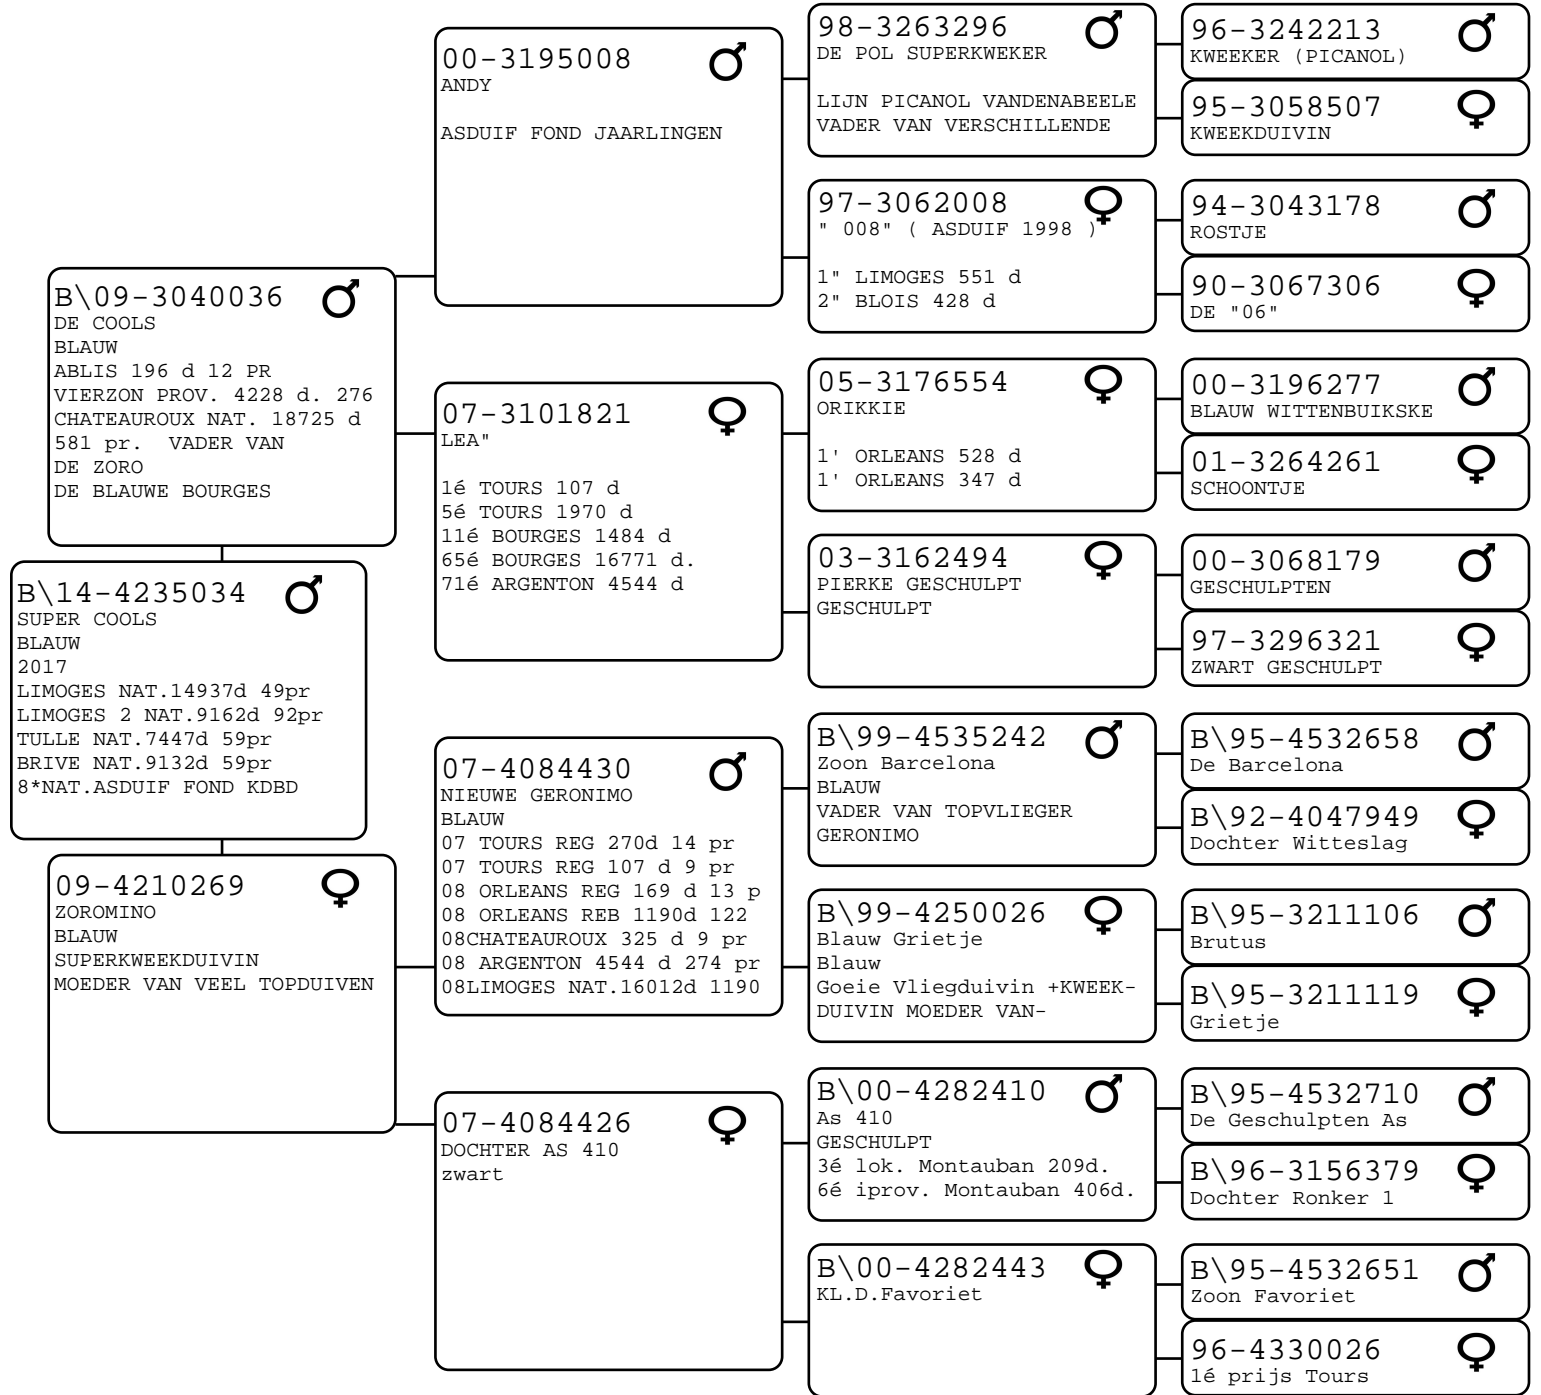 B\14-4235034
SUPER COOLS
BLAUW
2017
LIMOGES NAT.14937d 49pr
LIMOGES 2 NAT.9162d 92pr
TULLE NAT.7447d 59pr
BRIVE NAT.9132d 59pr
8*NAT.ASDUIF FOND KDBD
B\09-3040036
DE COOLS
BLAUW
ABLIS 196 d 12 PR
VIERZON PROV. 4228 d. 276
CHATEAUROUX NAT. 18725 d
581 pr.  VADER VAN
DE ZORO
DE BLAUWE BOURGES
09-4210269
ZOROMINO
BLAUW
SUPERKWEEKDUIVIN
MOEDER VAN VEEL TOPDUIVEN
00-3195008
ANDY
ASDUIF FOND JAARLINGEN
07-3101821
LEA"
1é TOURS 107 d
5é TOURS 1970 d
11é BOURGES 1484 d
65é BOURGES 16771 d.
71é ARGENTON 4544 d
07-4084430
NIEUWE GERONIMO
BLAUW
07 TOURS REG 270d 14 pr
07 TOURS REG 107 d 9 pr
08 ORLEANS REG 169 d 13 p
08 ORLEANS REB 1190d 122
08CHATEAUROUX 325 d 9 pr
08 ARGENTON 4544 d 274 pr
08LIMOGES NAT.16012d 1190
07-4084426
DOCHTER AS 410
zwart
98-3263296
DE POL SUPERKWEKER
LIJN PICANOL VANDENABEELE
VADER VAN VERSCHILLENDE
97-3062008
" 008" ( ASDUIF 1998 )
1" LIMOGES 551 d
2" BLOIS 428 d
05-3176554
ORIKKIE
1' ORLEANS 528 d
1' ORLEANS 347 d
03-3162494
PIERKE GESCHULPT
GESCHULPT
B\99-4535242
Zoon Barcelona
BLAUW
VADER VAN TOPVLIEGER
GERONIMO
B\99-4250026
Blauw Grietje
Blauw
Goeie Vliegduivin +KWEEK-
DUIVIN MOEDER VAN-
B\00-4282410
As 410
GESCHULPT
3é lok. Montauban 209d.
6é iprov. Montauban 406d.
B\00-4282443
KL.D.Favoriet
96-3242213
KWEEKER (PICANOL)
95-3058507
KWEEKDUIVIN
94-3043178
ROSTJE
90-3067306
DE "06"
00-3196277
BLAUW WITTENBUIKSKE
01-3264261
SCHOONTJE
00-3068179
GESCHULPTEN
97-3296321
ZWART GESCHULPT
B\95-4532658
De Barcelona
B\92-4047949
Dochter Witteslag
B\95-3211106
Brutus
B\95-3211119
Grietje
B\95-4532710
De Geschulpten As
B\96-3156379
Dochter Ronker 1
B\95-4532651
Zoon Favoriet
96-4330026
1é prijs Tours